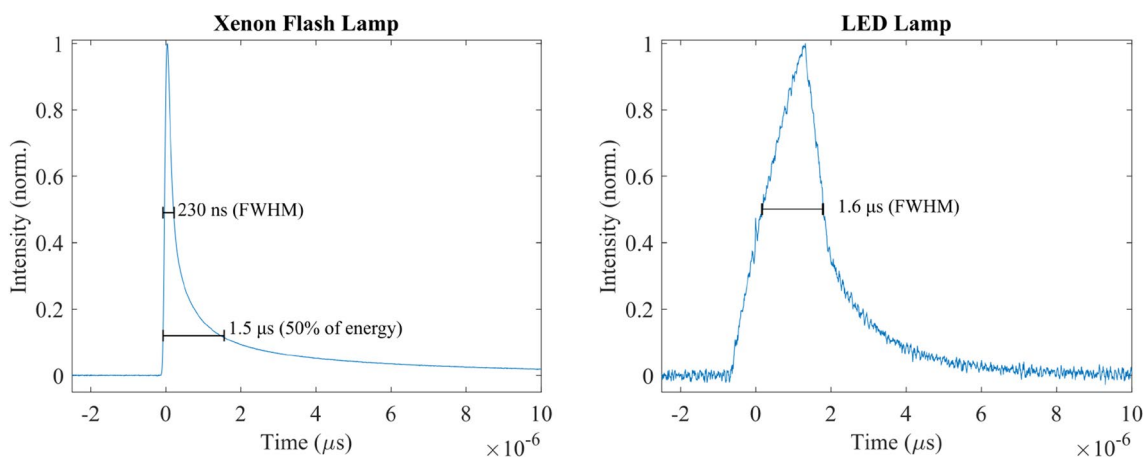 Xenon Flash Lamp
1
0.8
0.6
0.4
0.2
0
Intensity (norm.)
230 ns (FWHM)
1.5 μs (50% of energy)
-2 0 2 4 6 8 10
Time (μs)
×10⁻⁶
LED Lamp
1
0.8
0.6
0.4
0.2
0
Intensity (norm.)
1.6 μs (FWHM)
-2 0 2 4 6 8 10
Time (μs)
×10⁻⁶